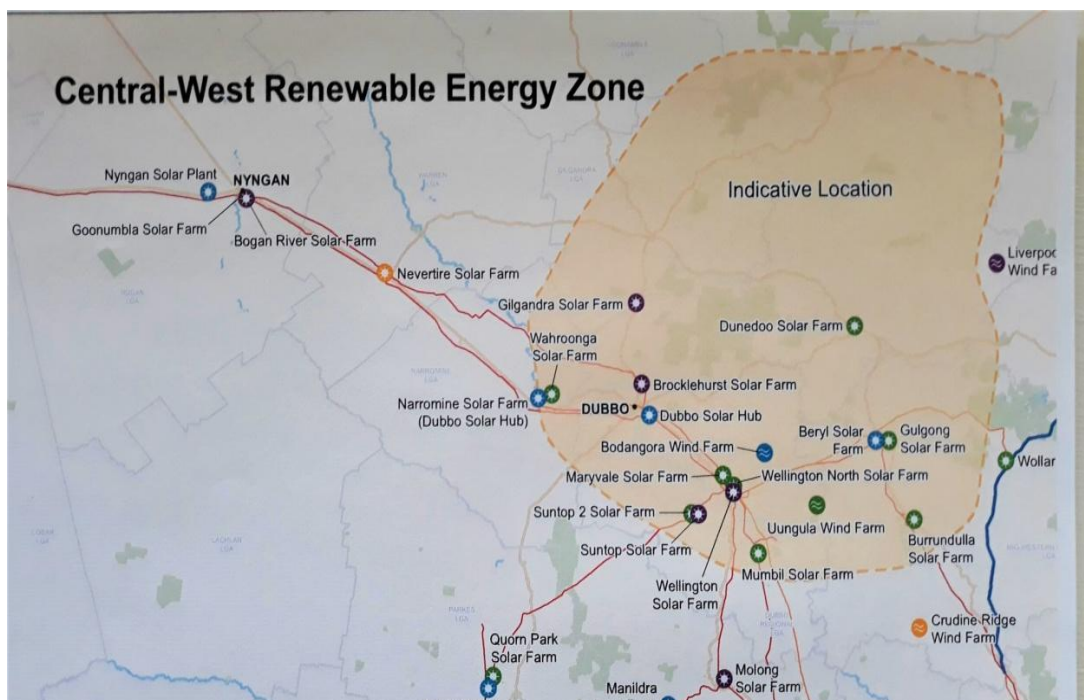 Central-West Renewable Energy Zone
Indicative Location
Nyngan Solar Plant
NYNGAN
Goonumbla Solar Farm
Bogan River Solar Farm
Nevertire Solar Farm
Liverpoo
Wind Fa
Gilgandra Solar Farm
Dunedoo Solar Farm
Wahroonga
Solar Farm
Brocklehurst Solar Farm
Narromine Solar Farm
(Dubbo Solar Hub)
DUBBO
Dubbo Solar Hub
Bodangora Wind Farm
Beryl Solar
Farm
Gulgong
Solar Farm
Wollar
Maryvale Solar Farm
Wellington North Solar Farm
Suntop 2 Solar Farm
Uungula Wind Farm
Suntop Solar Farm
Burrundulla
Solar Farm
Mumbil Solar Farm
Wellington
Solar Farm
Crudine Ridge
Wind Farm
Quorn Park
Solar Farm
Molong
Solar Farm
Manildra
PARKES
LGA
LACHLAN
LGA